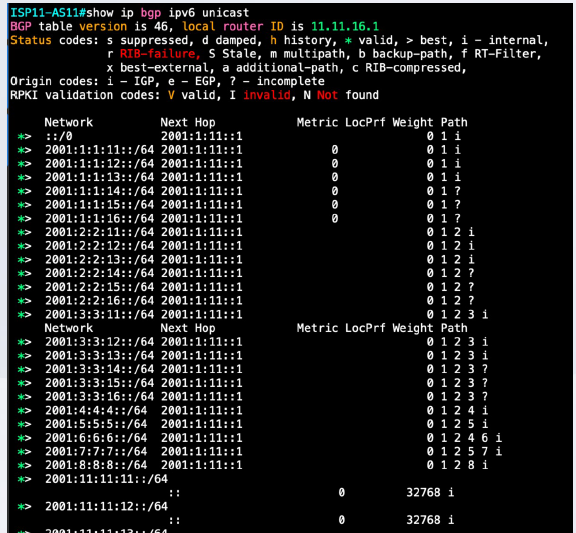 ISP11-AS11#show ip bgp ipv6 unicast
BGP table version is 46, local router ID is 11.11.16.1
Status codes: s suppressed, d damped, h history, * valid, > best, i - internal,
r RIB-failure, S Stale, m multipath, b backup-path, f RT-Filter,
x best-external, a additional-path, c RIB-compressed,
Origin codes: i - IGP, e - EGP, ? - incomplete
RPKI validation codes: V valid, I invalid, N Not found
Network Next Hop Metric LocPrf Weight Path
*> ::/0 2001:1:11::1 0 1 i
*> 2001:1:1:11::/64 2001:1:11::1 0 0 1 i
*> 2001:1:1:12::/64 2001:1:11::1 0 0 1 i
*> 2001:1:1:13::/64 2001:1:11::1 0 0 1 i
*> 2001:1:1:14::/64 2001:1:11::1 0 0 1 ?
*> 2001:1:1:15::/64 2001:1:11::1 0 0 1 ?
*> 2001:1:1:16::/64 2001:1:11::1 0 0 1 ?
*> 2001:2:2:11::/64 2001:1:11::1 0 1 2 i
*> 2001:2:2:12::/64 2001:1:11::1 0 1 2 i
*> 2001:2:2:13::/64 2001:1:11::1 0 1 2 i
*> 2001:2:2:14::/64 2001:1:11::1 0 1 2 ?
*> 2001:2:2:15::/64 2001:1:11::1 0 1 2 ?
*> 2001:2:2:16::/64 2001:1:11::1 0 1 2 ?
*> 2001:3:3:11::/64 2001:1:11::1 0 1 2 3 i
Network Next Hop Metric LocPrf Weight Path
*> 2001:3:3:12::/64 2001:1:11::1 0 1 2 3 i
*> 2001:3:3:13::/64 2001:1:11::1 0 1 2 3 i
*> 2001:3:3:14::/64 2001:1:11::1 0 1 2 3 ?
*> 2001:3:3:15::/64 2001:1:11::1 0 1 2 3 ?
*> 2001:3:3:16::/64 2001:1:11::1 0 1 2 3 ?
*> 2001:4:4:4::/64 2001:1:11::1 0 1 2 4 i
*> 2001:5:5:5::/64 2001:1:11::1 0 1 2 5 i
*> 2001:6:6:6::/64 2001:1:11::1 0 1 2 4 6 i
*> 2001:7:7:7::/64 2001:1:11::1 0 1 2 5 7 i
*> 2001:8:8:8::/64 2001:1:11::1 0 1 2 8 i
*> 2001:11:11:11::/64
:: 0 32768 i
*> 2001:11:11:12::/64
:: 0 32768 i
*> 2001:11:11:13::/64